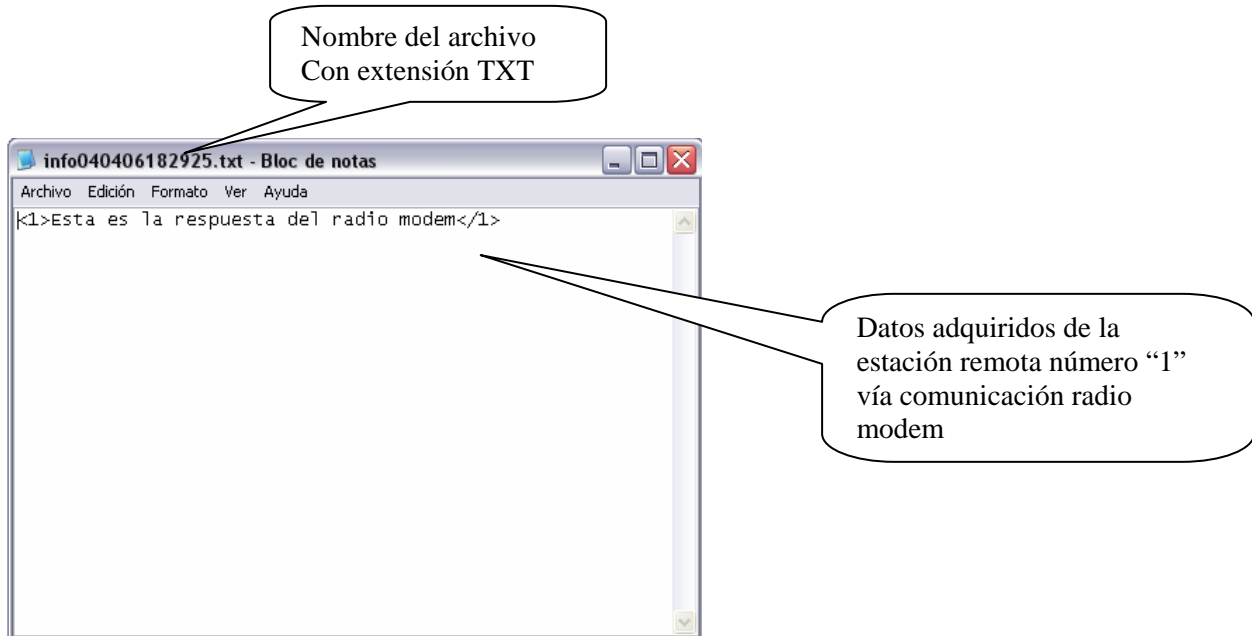 Nombre del archivo
Con extensión TXT
info040406182925.txt - Bloc de notas
Archivo Edición Formato Ver Ayuda
<1>Esta es la respuesta del radio modem</1>
Datos adquiridos de la
estación remota número “1”
vía comunicación radio
modem